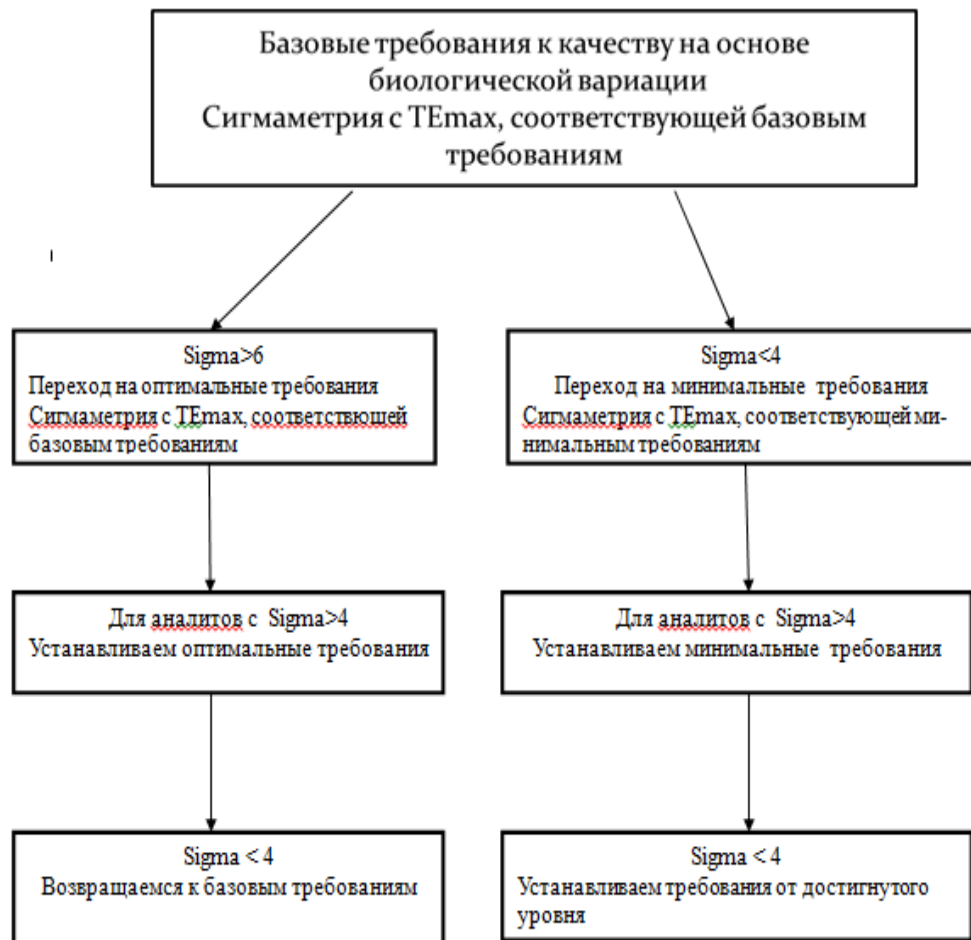 Базовые требования к качеству на основе
биологической вариации
Сигмаметрия с TEmax, соответствующей базовым
требованиям
Sigma>6
Переход на оптимальные требования
Сигмаметрия с TEmax, соответстввющей
базовым требованиям
Sigma<4
Переход на минимальные требования
Сигмаметрия с TEmax, соответствующей ми-
нимальным требованиям
Для аналитов с Sigma>4
Устанавливаем оптимальные требования
Для аналитов с Sigma>4
Устанавливаем минимальные требования
Sigma < 4
Возвращаемся к базовым требованиям
Sigma < 4
Устанавливаем требования от достигнутого
уровня